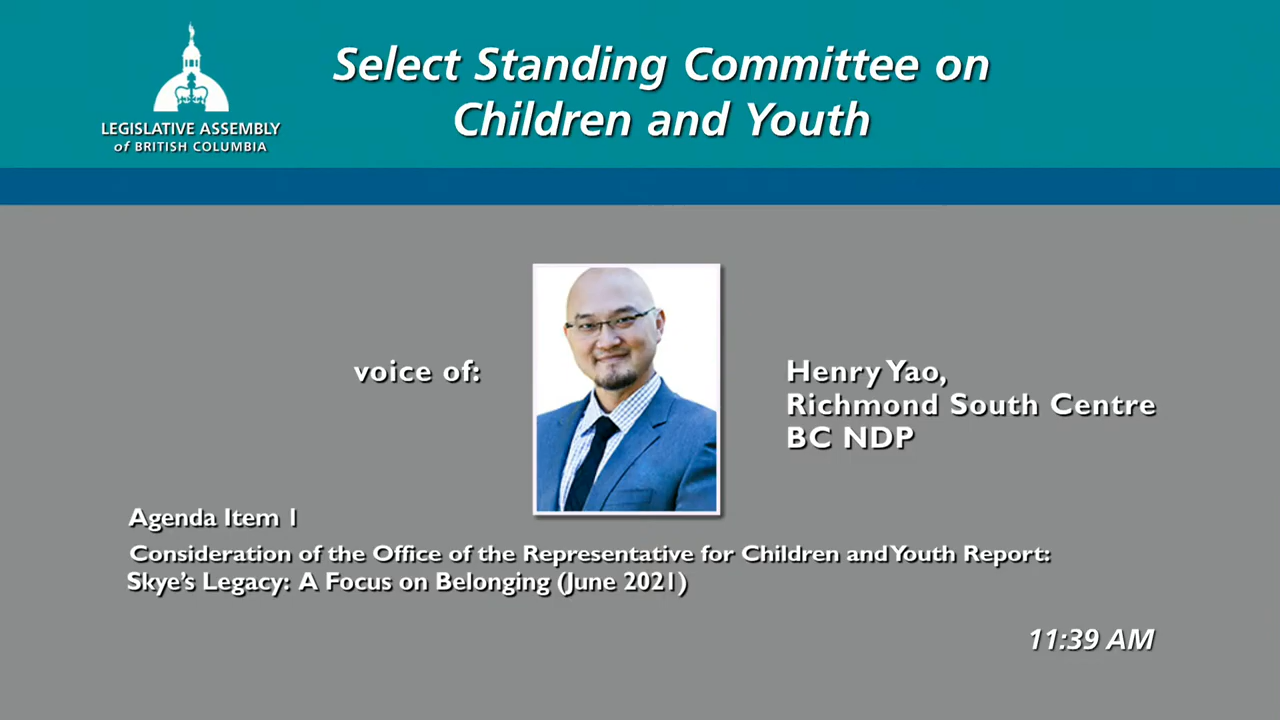 Select Standing Committee on
Children and Youth
LEGISLATIVE ASSEMBLY
of BRITISH COLUMBIA
voice of:
Henry Yao,
Richmond South Centre
BC NDP
Agenda Item 1
Consideration of the Office of the Representative for Children and Youth Report:
Skye's Legacy: A Focus on Belonging (June 2021)
11:39 AM